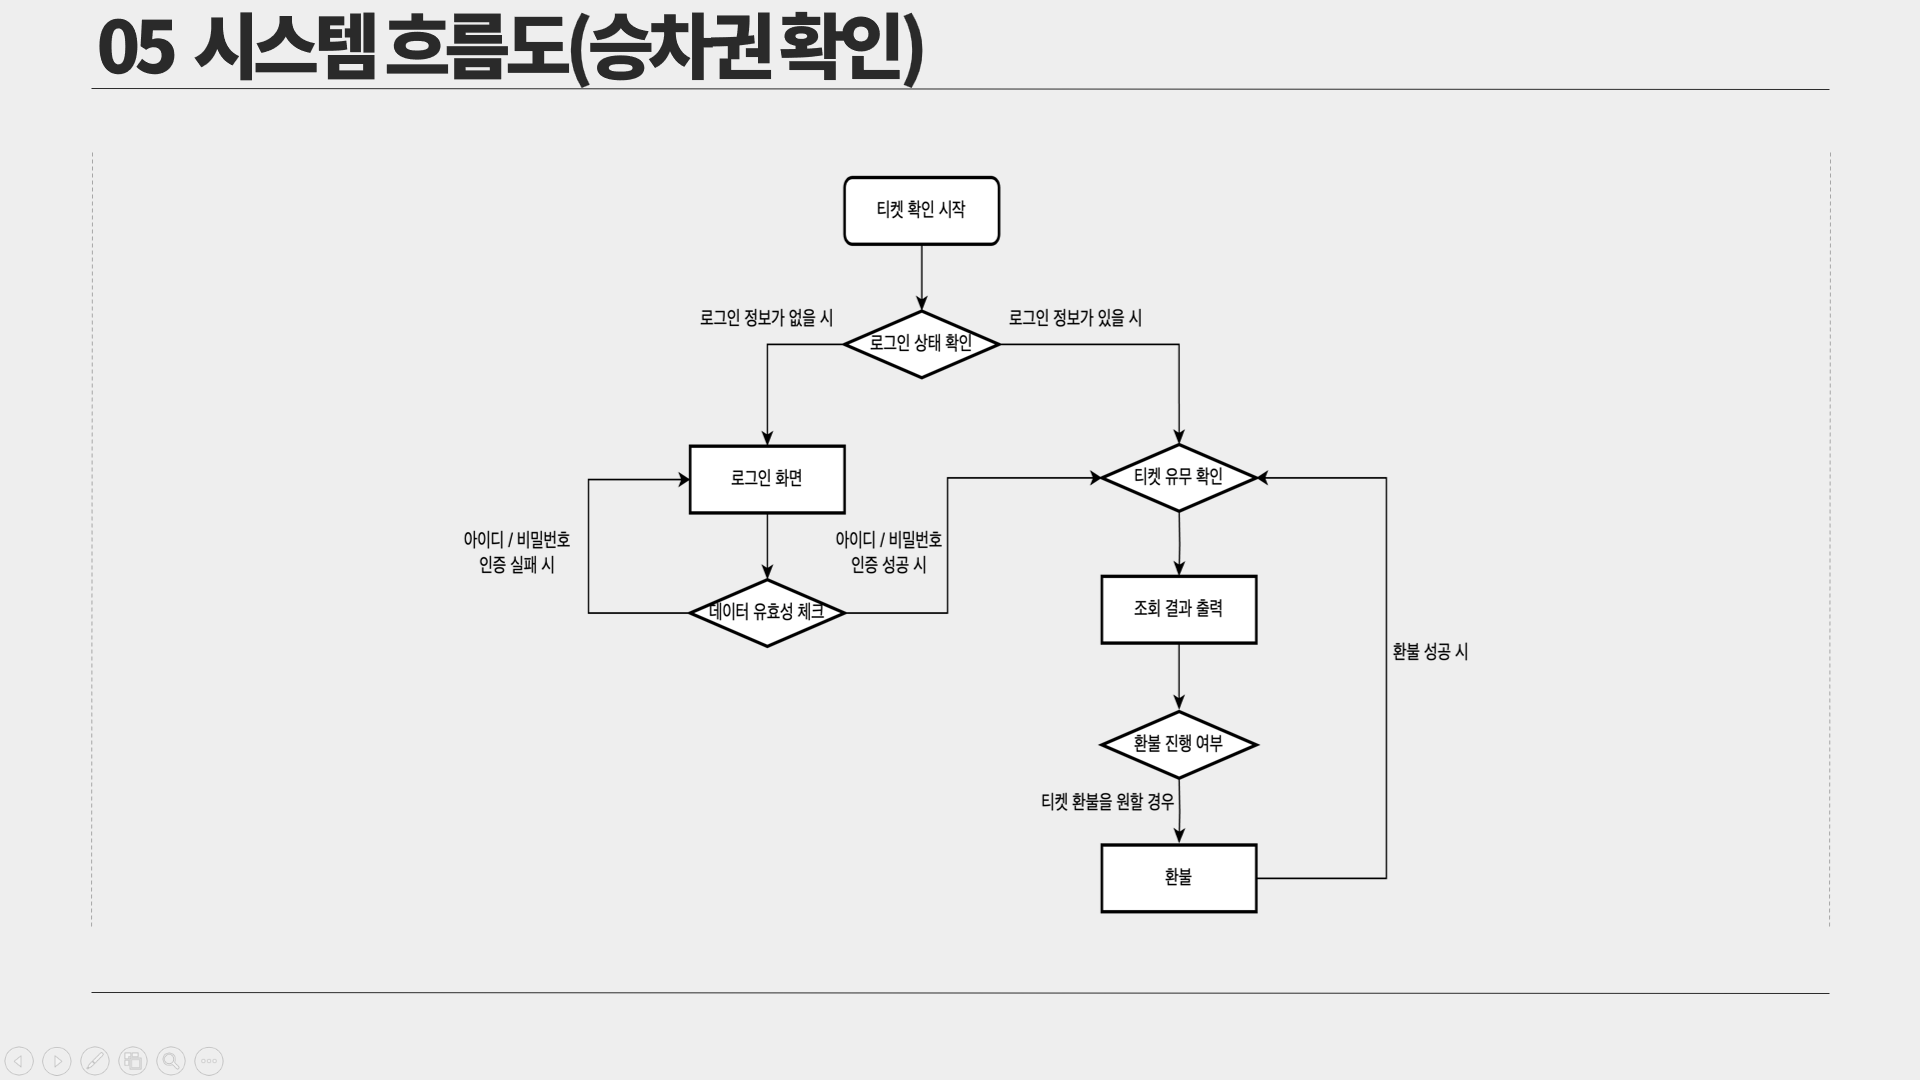 05 시스템 흐름도(승차권 확인)
티켓 확인 시작
로그인 정보가 없을 시
로그인 정보가 있을 시
로그인 상태 확인
로그인 화면
티켓 유무 확인
아이디 / 비밀번호
인증 실패 시
아이디 / 비밀번호
인증 성공 시
데이터 유효성 체크
조회 결과 출력
환불 성공 시
환불 진행 여부
티켓 환불을 원할 경우
환불